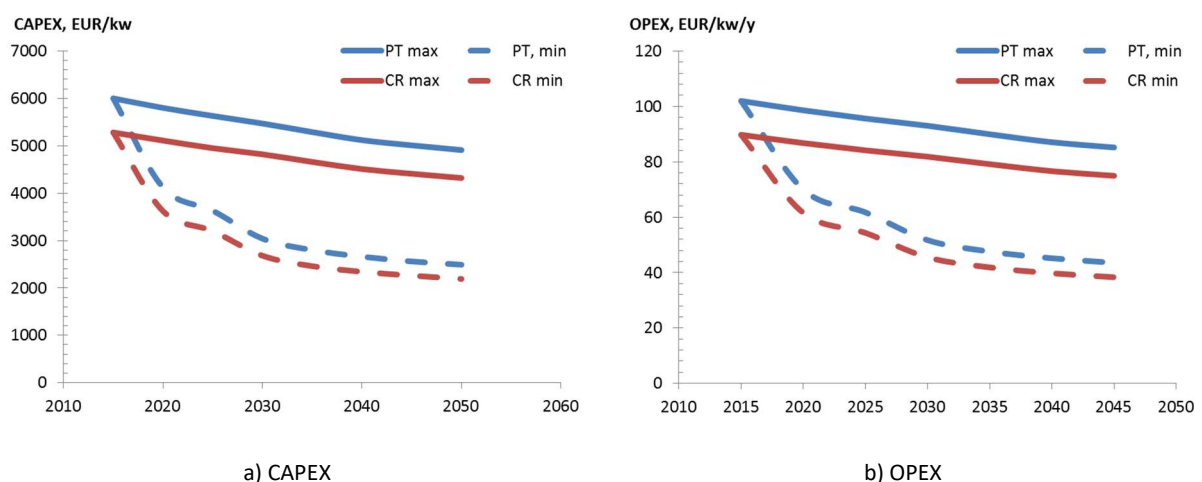 CAPEX, EUR/kw
7000
6000
5000
4000
3000
2000
1000
0
2010 2020 2030 2040 2050 2060
PT max PT, min
CR max CR min
a) CAPEX
OPEX, EUR/kw/y
120
100
80
60
40
20
0
2010 2015 2020 2025 2030 2035 2040 2045 2050
PT max PT, min
CR max CR min
b) OPEX